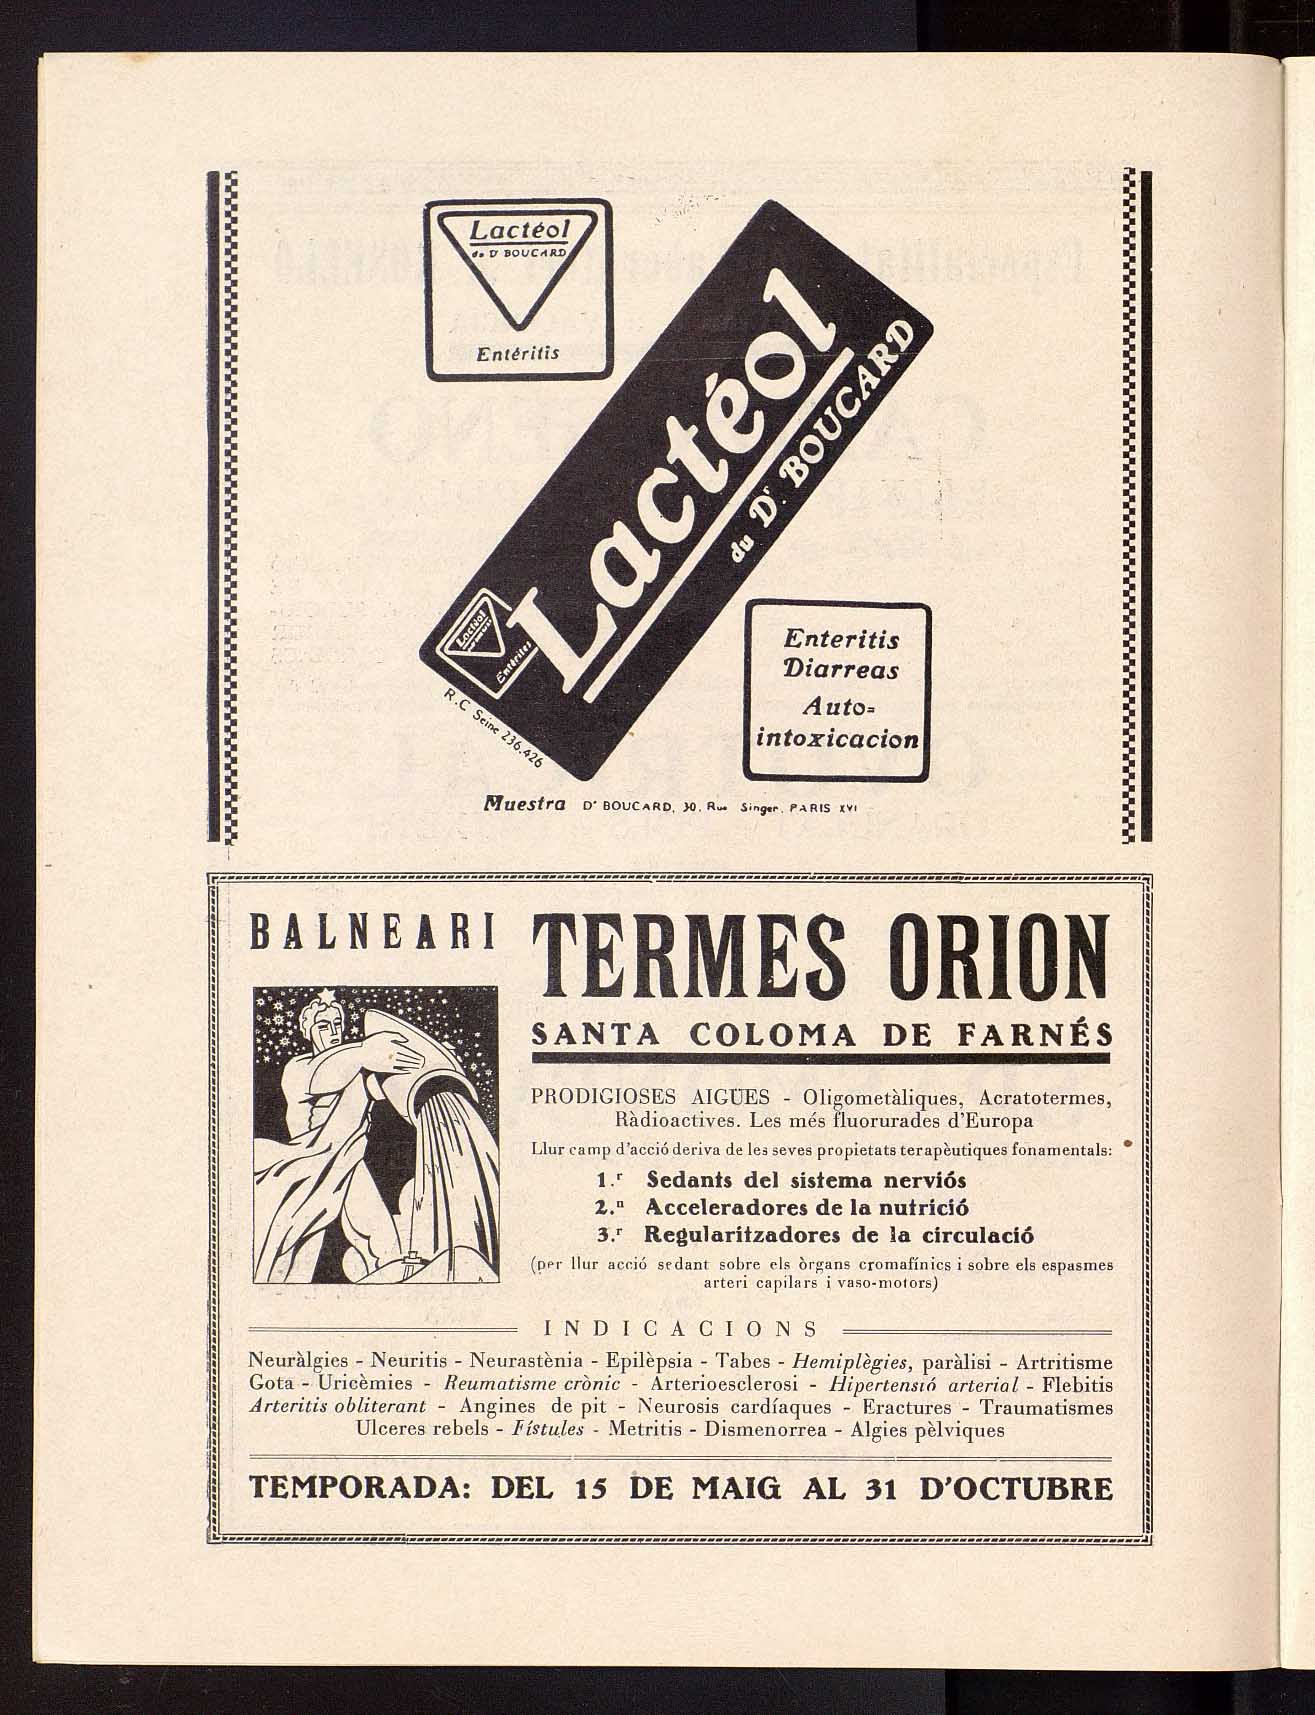 Lactéol
du Dr BOUCARD
Entéritis
Lactéol
du Dr. BOUCARD
Lactéol
Entérites
R.C Seine 236,426
Enteritis
Diarreas
Auto=
intoxicacion
Muestra Dr BOUCARD, 30, Rue Singer, PARIS XVI
BALNEARI
TERMES ORION
SANTA COLOMA DE FARNÉS
PRODIGIOSES AIGÜES - Oligometàliques, Acratotermes,
Ràdioactives. Les més fluorurades d'Europa
Llur camp d'acció deriva de les seves propietats terapèutiques fonamentals:
1.r Sedants del sistema nerviós
2.n Acceleradores de la nutrició
3.r Regularitzadores de la circulació
(per llur acció sedant sobre els òrgans cromafínics i sobre els espasmes
arteri capilars i vaso-motors)
INDICACIONS
Neuràlgies - Neuritis - Neurastènia - Epilèpsia - Tabes - Hemiplègies, paràlisi - Artritisme
Gota - Uricèmies - Reumatisme crònic - Arterioesclerosi - Hipertensió arterial - Flebitis
Arteritis obliterant - Angines de pit - Neurosis cardíaques - Eractures - Traumatismes
Ulceres rebels - Fístules - Metritis - Dismenorrea - Algies pèlviques
TEMPORADA: DEL 15 DE MAIG AL 31 D'OCTUBRE